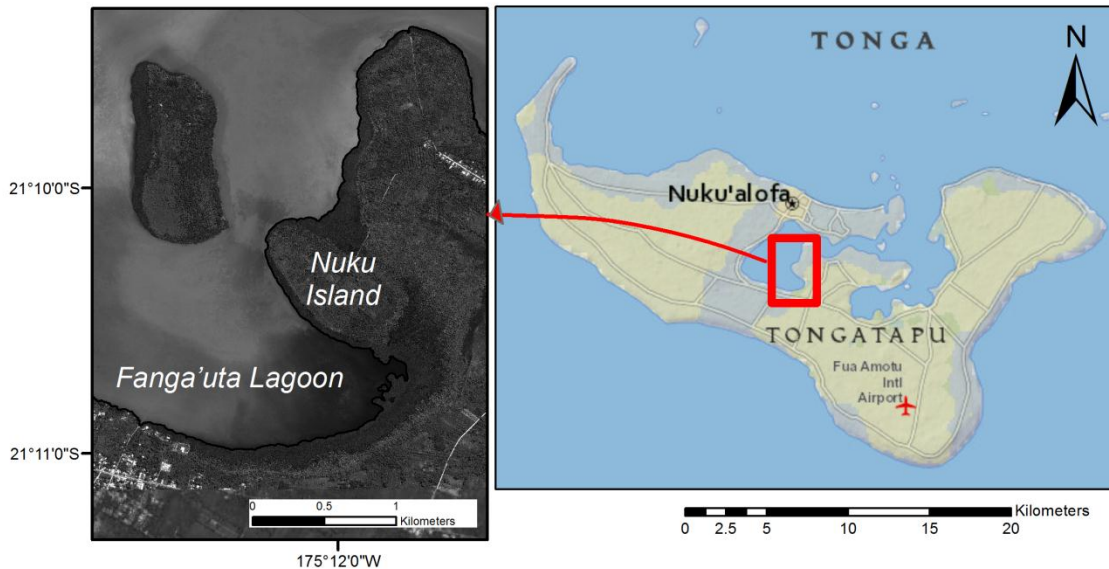 21°10'0"S
21°11'0"S
175°12'0"W
Nuku
Island
Fanga'uta Lagoon
0 0.5 1
Kilometers
TONGA
N
Nuku'alofa
TONGATAPU
Fua Amotu
Intl
Airport
Kilometers
0 2.5 5 10 15 20